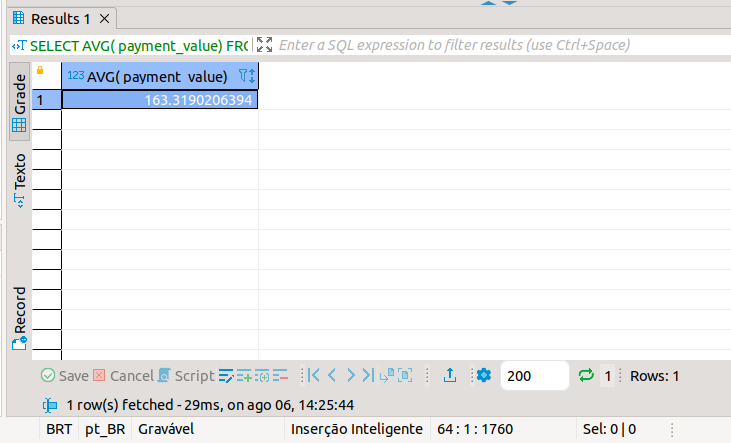 Results 1
SELECT AVG( payment_value) FRO
Enter a SQL expression to filter results (use Ctrl+Space)
Grade
Texto
Record
123 AVG( payment_value)
1 163.3190206394
Save Cancel Script 200 1 Rows: 1
1 row(s) fetched - 29ms, on ago 06, 14:25:44
BRT pt_BR Gravável Inserção Inteligente 64 : 1 : 1760 Sel: 0 | 0